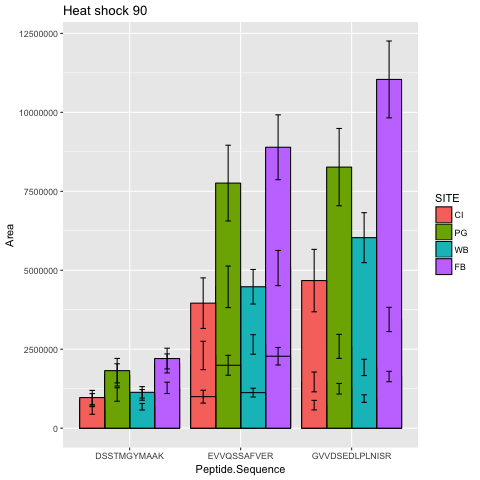 Heat shock 90
12500000
10000000
7500000
5000000
2500000
0
Area
DSSTMGYMAAK EVVQSSAFVER GVVDSEDLPLNISR
Peptide.Sequence
SITE
CI
PG
WB
FB